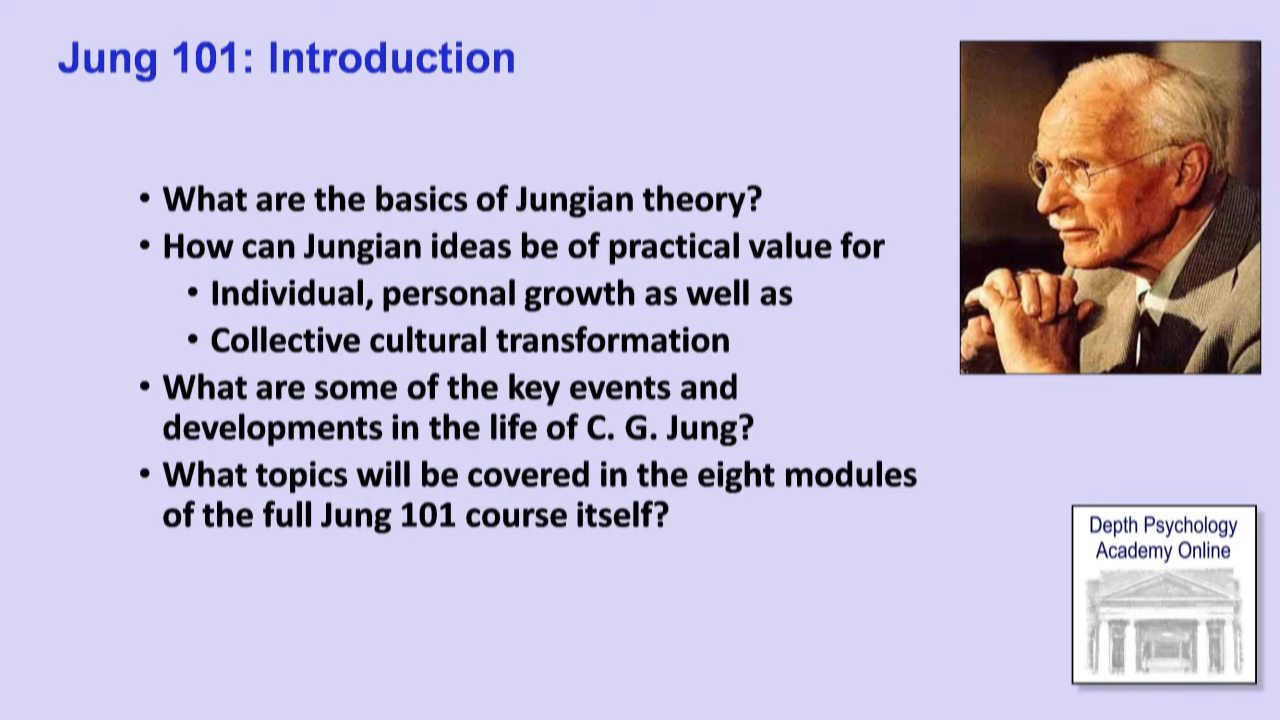 Jung 101: Introduction
• What are the basics of Jungian theory?
• How can Jungian ideas be of practical value for
• Individual, personal growth as well as
• Collective cultural transformation
• What are some of the key events and
developments in the life of C. G. Jung?
• What topics will be covered in the eight modules
of the full Jung 101 course itself?
Depth Psychology
Academy Online